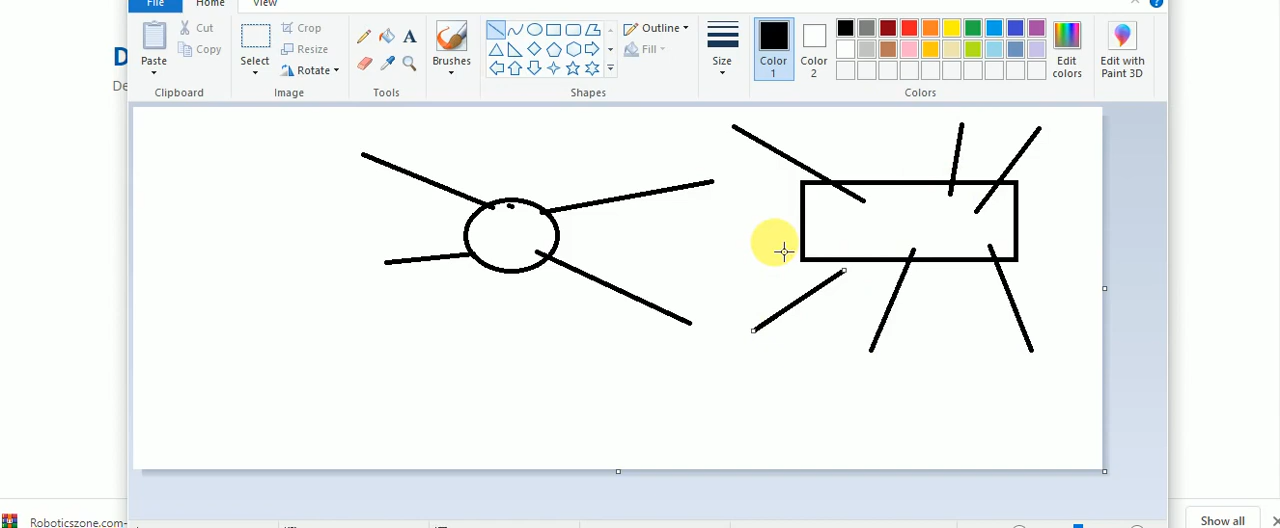 File Home View
D
De
Paste
Cut
Copy
Clipboard
Select
Crop
Resize
Rotate
Image
A
Tools
Brushes
Shapes
Outline
Fill
Size
Color
1
Color
2
Edit
colors
Edit with
Paint 3D
Colors
Roboticszone.com-
Show all